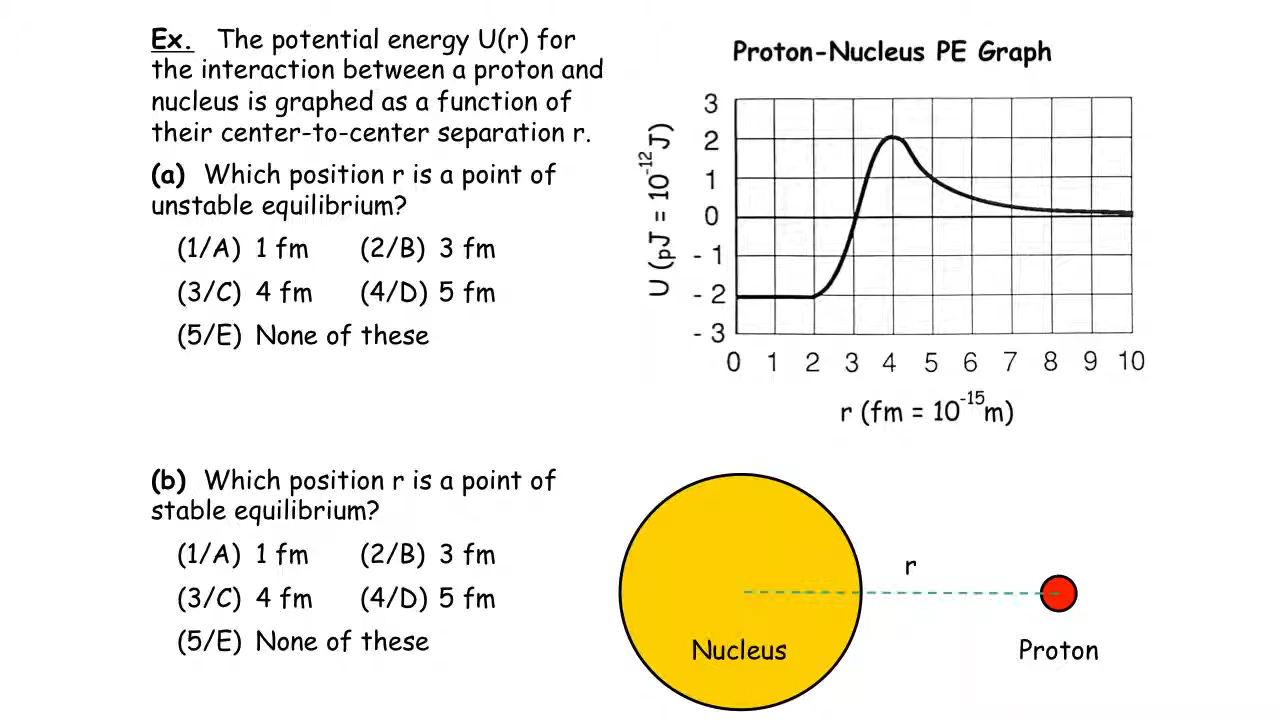 Ex. The potential energy U(r) for
the interaction between a proton and
nucleus is graphed as a function of
their center-to-center separation r.
(a) Which position r is a point of
unstable equilibrium?
(1/A) 1 fm (2/B) 3 fm
(3/C) 4 fm (4/D) 5 fm
(5/E) None of these
Proton-Nucleus PE Graph
U (pJ = 10⁻¹² J)
3
2
1
0
- 1
- 2
- 3
0 1 2 3 4 5 6 7 8 9 10
r (fm = 10⁻¹⁵m)
(b) Which position r is a point of
stable equilibrium?
(1/A) 1 fm (2/B) 3 fm
(3/C) 4 fm (4/D) 5 fm
(5/E) None of these
r
Nucleus
Proton